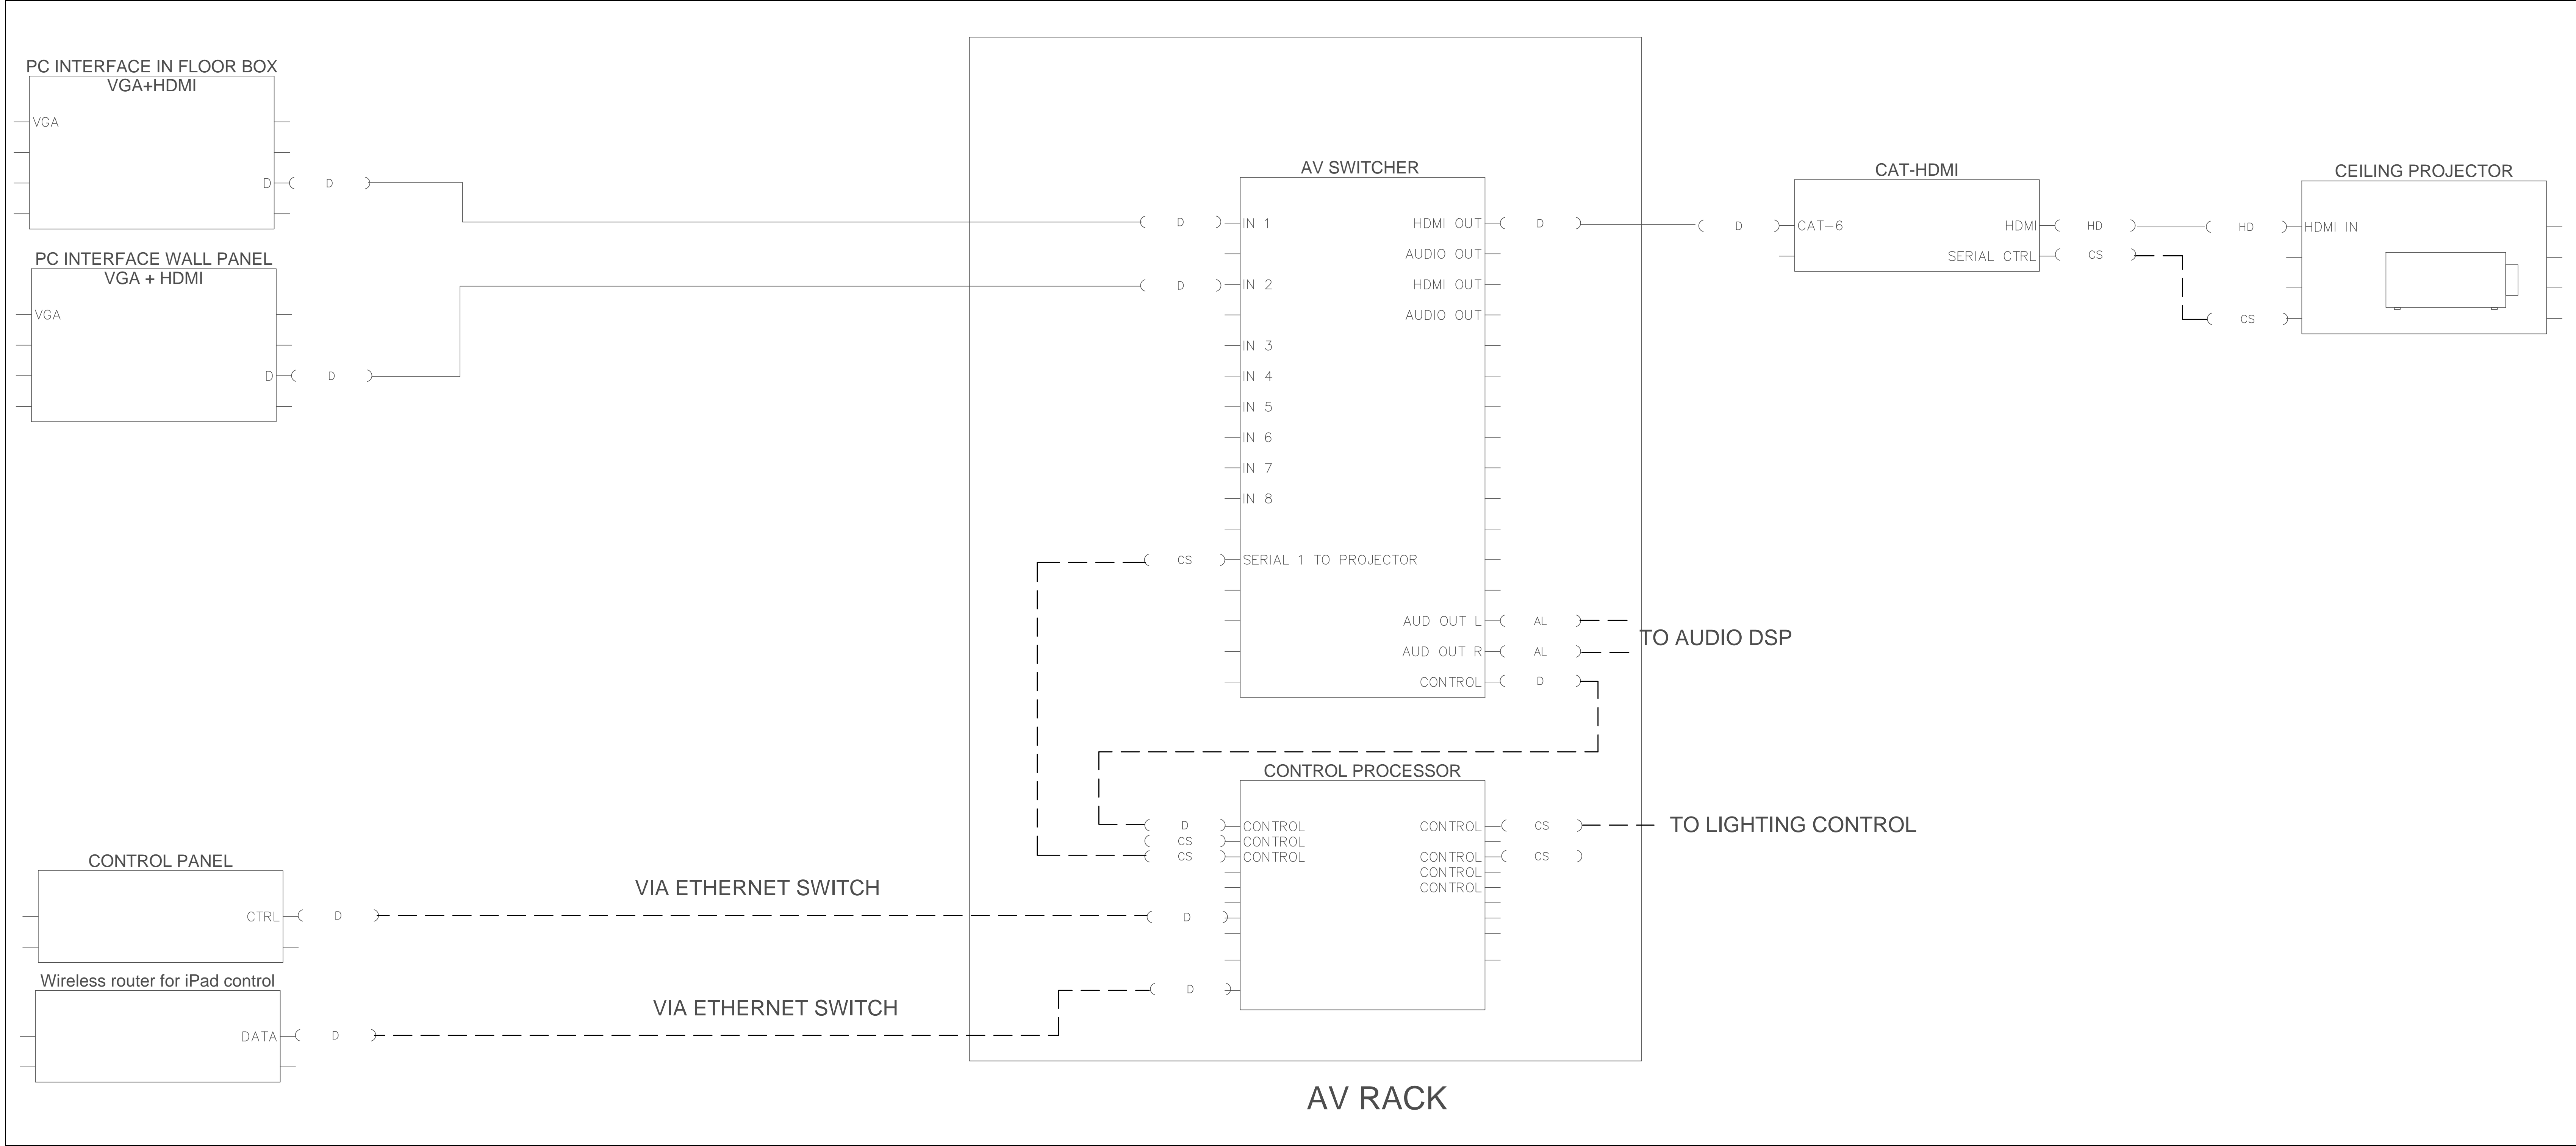 PC INTERFACE IN FLOOR BOX
VGA+HDMI
VGA
D
D
PC INTERFACE WALL PANEL
VGA + HDMI
VGA
D
D
AV SWITCHER
D
IN 1
HDMI OUT
D
AUDIO OUT
D
IN 2
HDMI OUT
AUDIO OUT
IN 3
IN 4
IN 5
IN 6
IN 7
IN 8
CS
SERIAL 1 TO PROJECTOR
AUD OUT L
AL
AUD OUT R
AL
TO AUDIO DSP
CONTROL
D
CAT-HDMI
D
CAT-6
HDMI
HD
SERIAL CTRL
CS
CEILING PROJECTOR
HD
HDMI IN
CS
CONTROL PROCESSOR
D
CONTROL
CS
CONTROL
CS
CONTROL
CONTROL
CS
TO LIGHTING CONTROL
CONTROL
CS
CONTROL
CONTROL
D
D
CONTROL PANEL
CTRL
D
VIA ETHERNET SWITCH
Wireless router for iPad control
DATA
D
VIA ETHERNET SWITCH
AV RACK